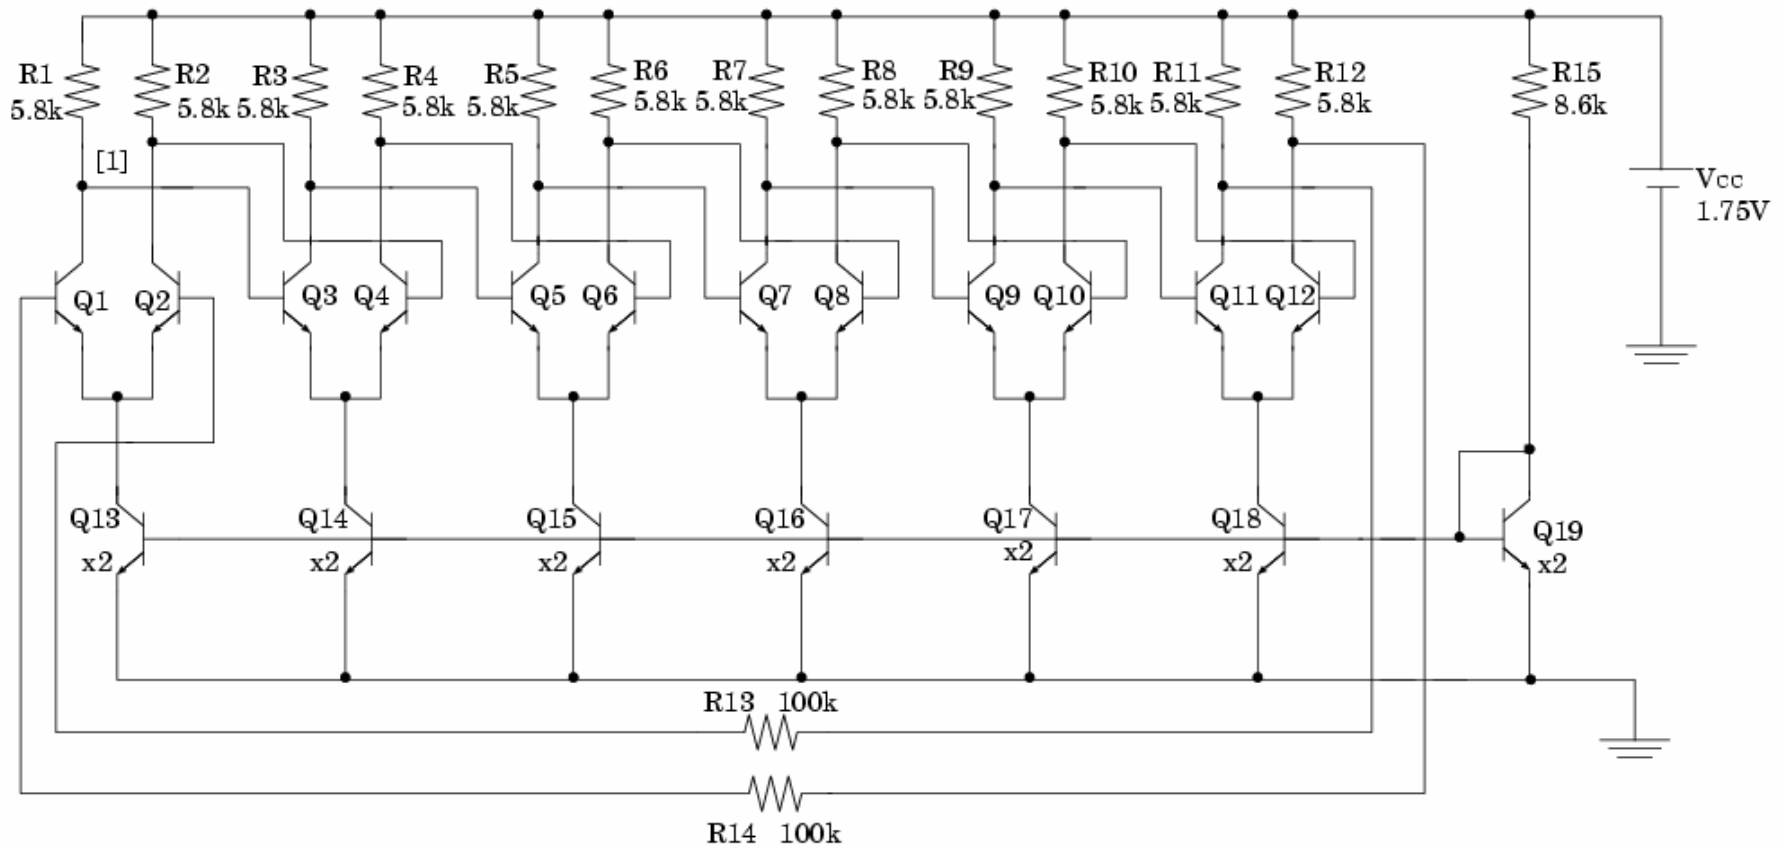 R1
5.8k
R2
5.8k
R3
5.8k
R4
5.8k
R5
5.8k
R6
5.8k
R7
5.8k
R8
5.8k
R9
5.8k
R10
5.8k
R11
5.8k
R12
5.8k
R15
8.6k
[1]
Vcc
1.75V
Q1
Q2
Q3
Q4
Q5
Q6
Q7
Q8
Q9
Q10
Q11
Q12
Q13
x2
Q14
x2
Q15
x2
Q16
x2
Q17
x2
Q18
x2
Q19
x2
R13 100k
R14 100k